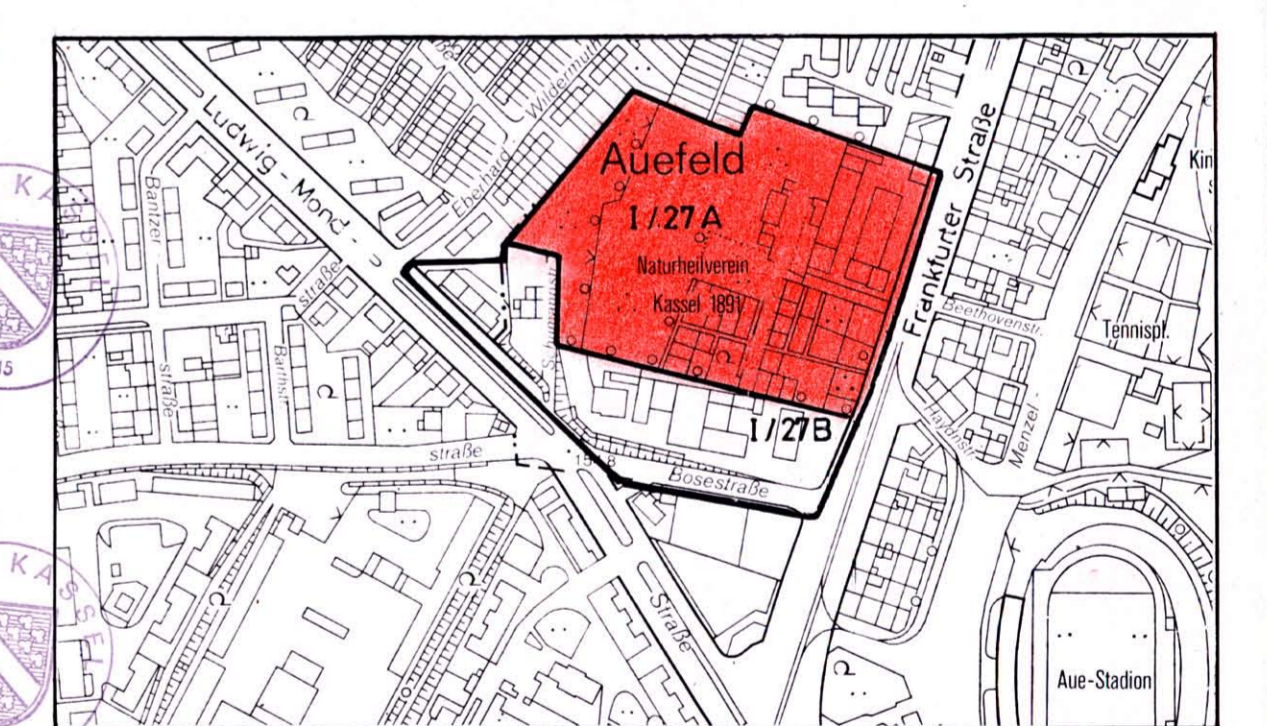 Ludwig - Mond -
Wildermuth
Eberhard
Bantzer
straße
straße
Barthstr.
straße
Auefeld
I / 27 A
Naturheilverein
Kassel 1891
I / 27 B
Bosestraße
Straße
Frankfurter Straße
Beethovenstr.
Haydnstr.
Menzel -
Tennispl.
Kin
Aue-Stadion
KASSEL
15